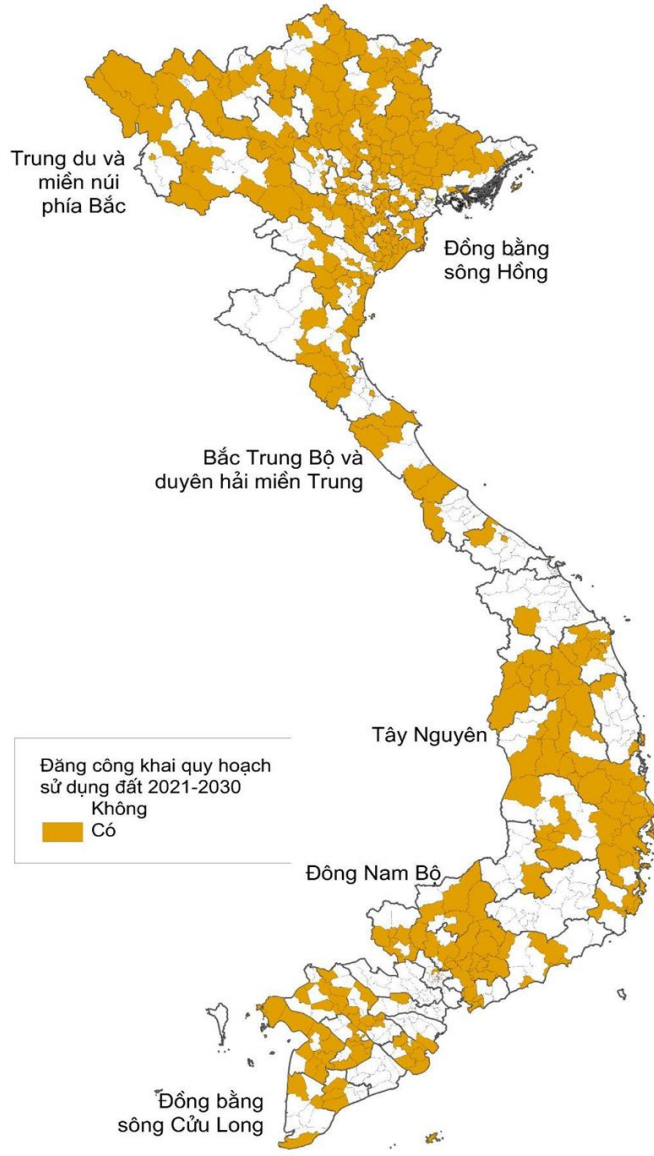 Trung du và
miền núi
phía Bắc
Đồng bằng
sông Hồng
Bắc Trung Bộ và
duyên hải miền Trung
Tây Nguyên
Đăng công khai quy hoạch
sử dụng đất 2021-2030
Không
Có
Đông Nam Bộ
Đồng bằng
sông Cửu Long